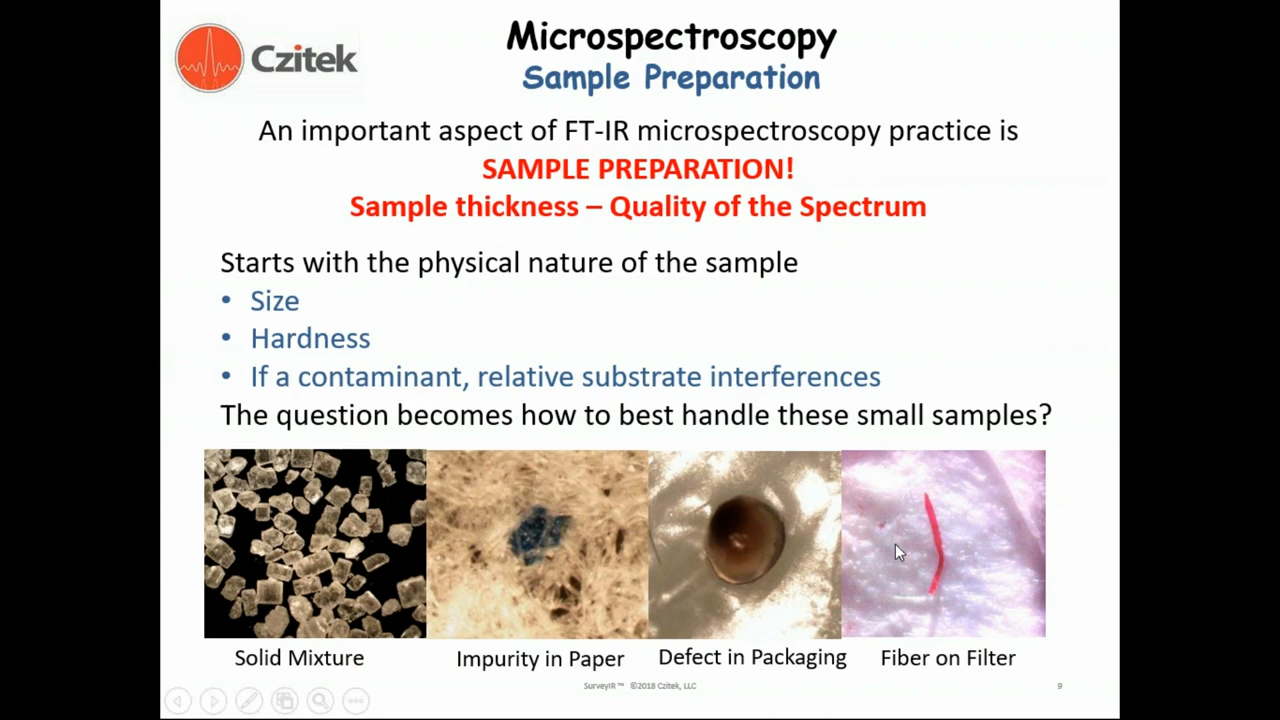 Czitek
Microspectroscopy
Sample Preparation
An important aspect of FT-IR microspectroscopy practice is
SAMPLE PREPARATION!
Sample thickness – Quality of the Spectrum
Starts with the physical nature of the sample
• Size
• Hardness
• If a contaminant, relative substrate interferences
The question becomes how to best handle these small samples?
Solid Mixture
Impurity in Paper
Defect in Packaging
Fiber on Filter
SurveyIR™ ©2018 Czitek, LLC
9